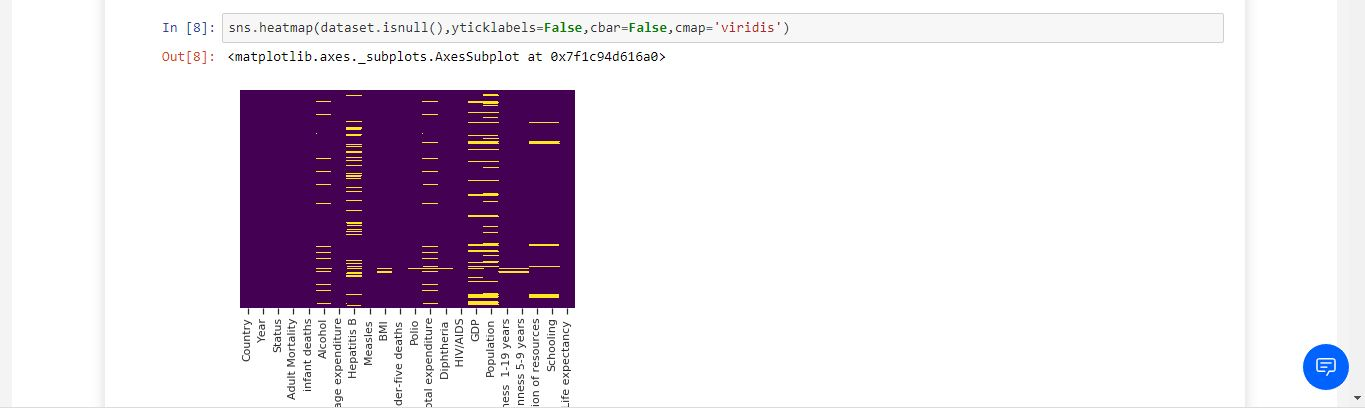 In [8]: sns.heatmap(dataset.isnull(),yticklabels=False,cbar=False,cmap='viridis')
Out[8]: <matplotlib.axes._subplots.AxesSubplot at 0x7f1c94d616a0>
Country
Year
Status
Adult Mortality
infant deaths
Alcohol
age expenditure
Hepatitis B
Measles
BMI
der-five deaths
Polio
otal expenditure
Diphtheria
HIV/AIDS
GDP
Population
ness 1-19 years
nness 5-9 years
ion of resources
Schooling
Life expectancy